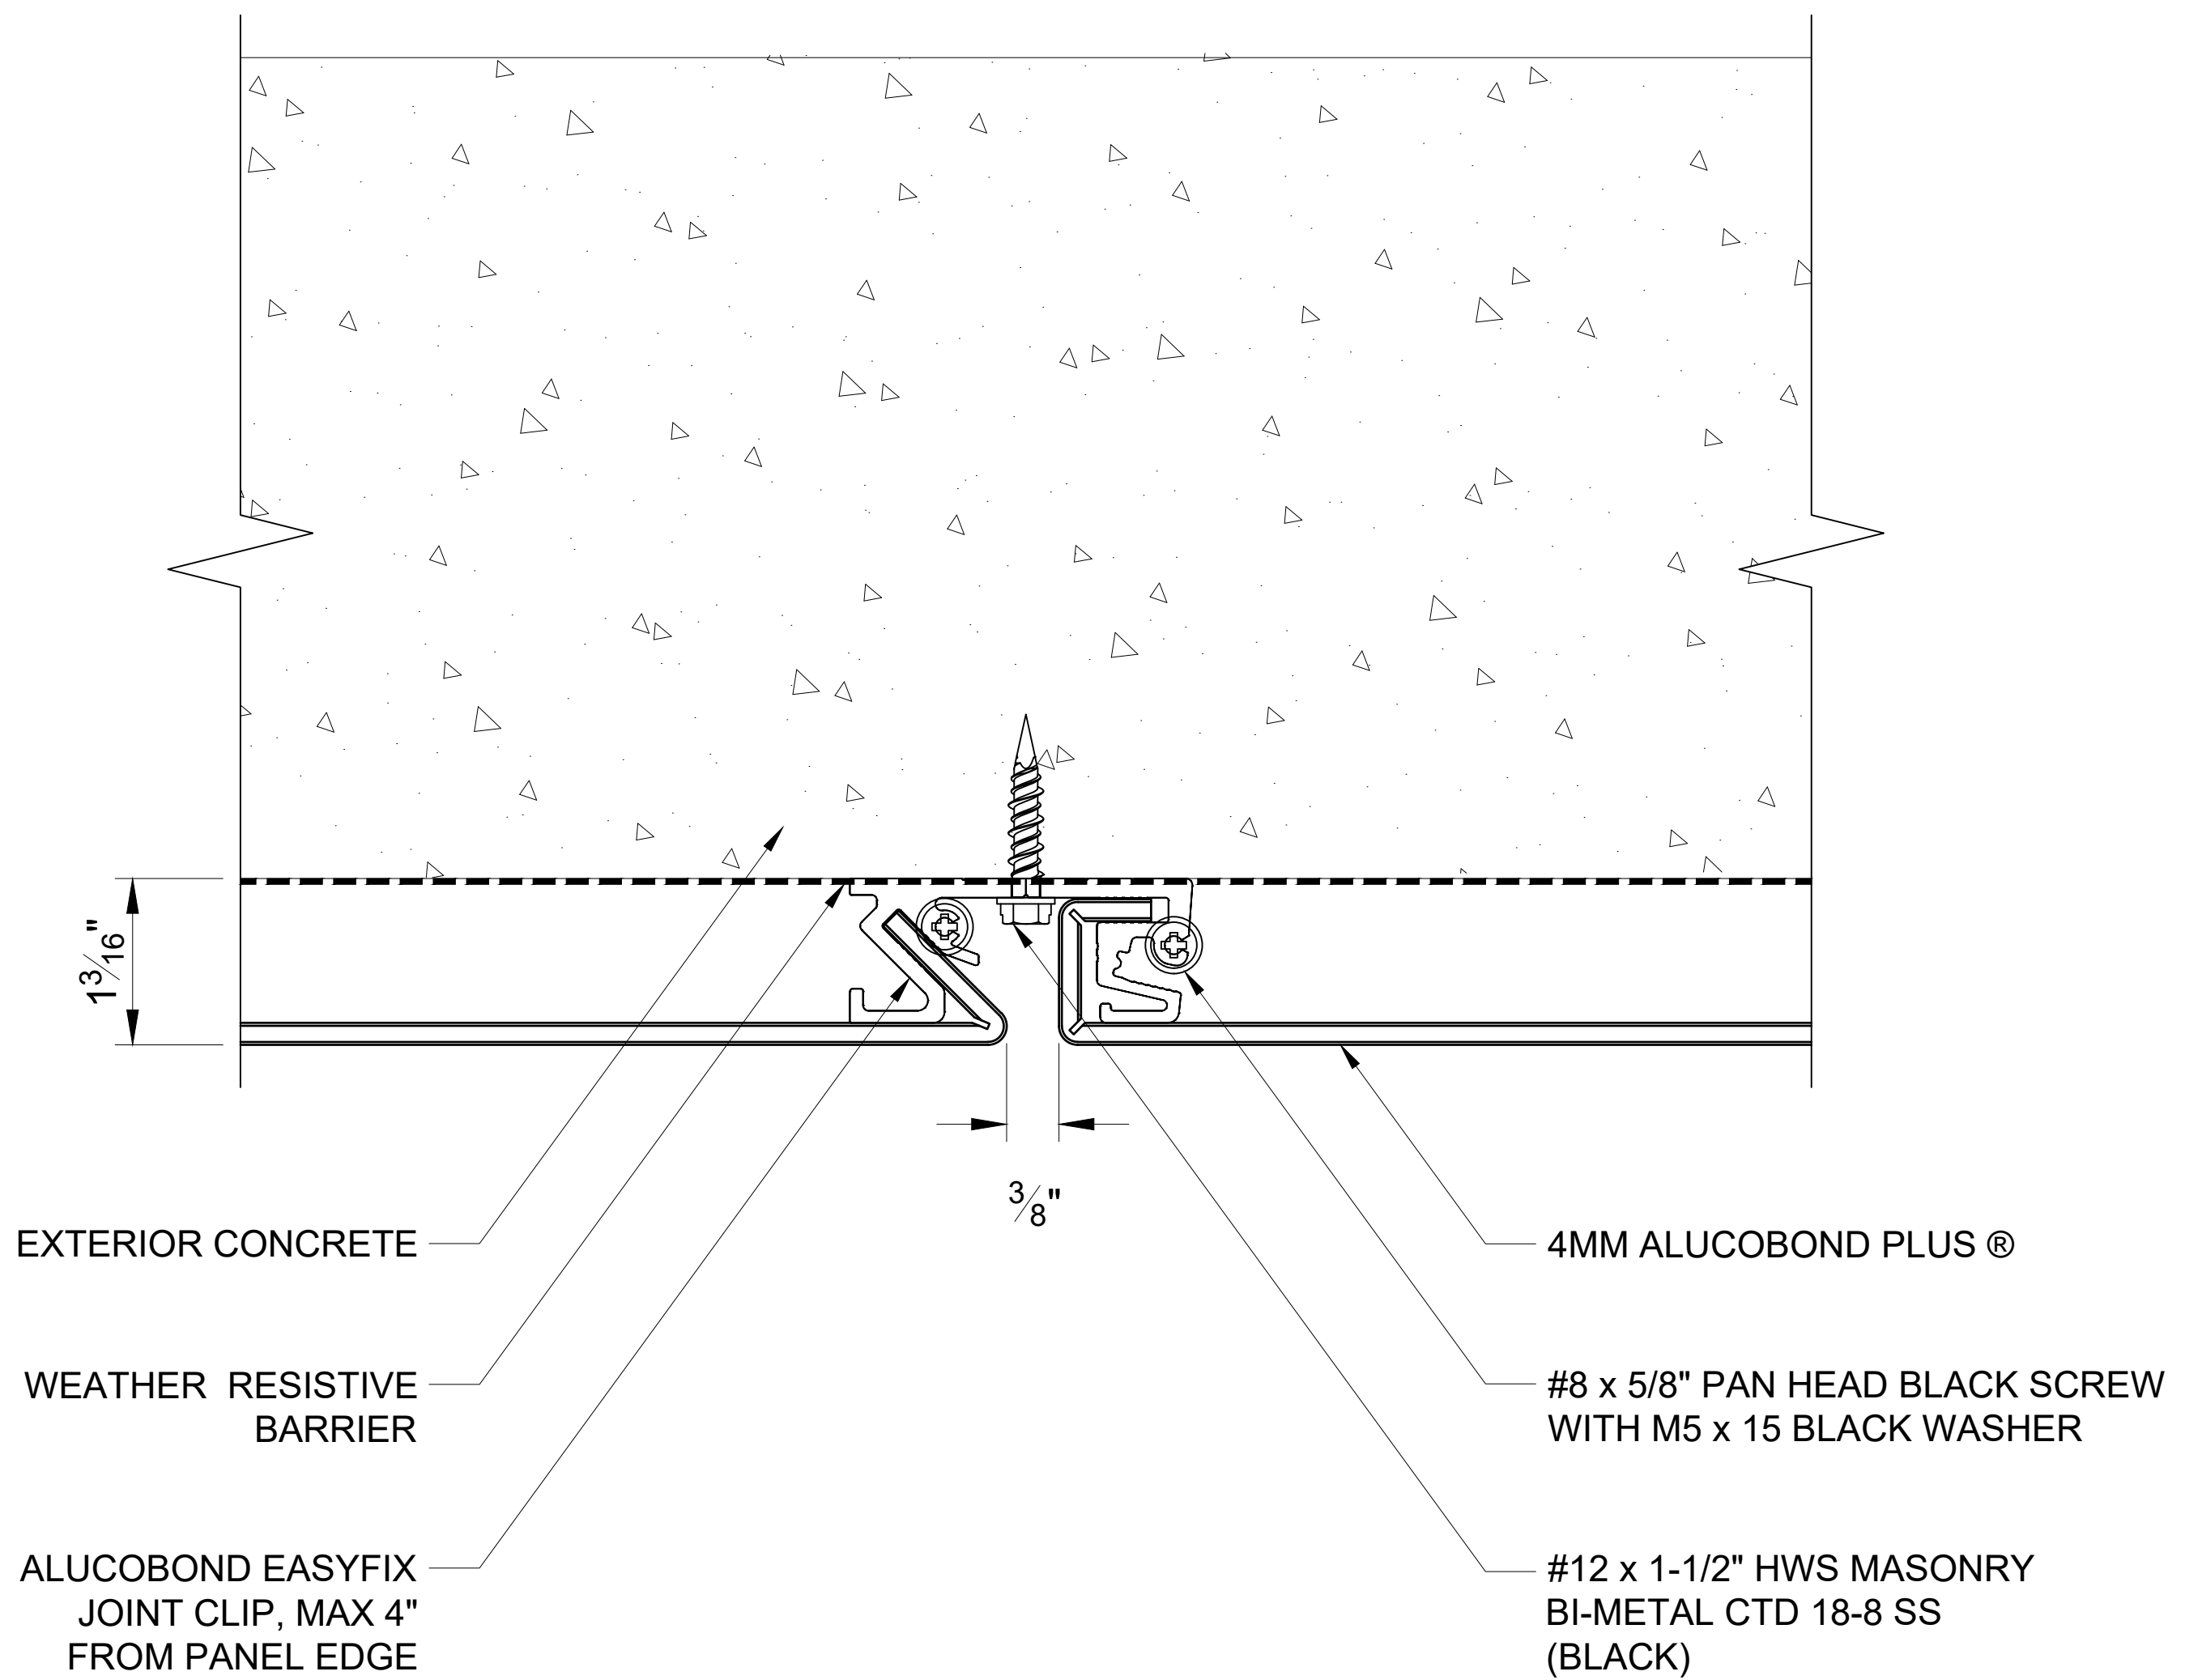 1 3/16"
3/8"
EXTERIOR CONCRETE
WEATHER RESISTIVE
BARRIER
ALUCOBOND EASYFIX
JOINT CLIP, MAX 4"
FROM PANEL EDGE
4MM ALUCOBOND PLUS ®
#8 x 5/8" PAN HEAD BLACK SCREW
WITH M5 x 15 BLACK WASHER
#12 x 1-1/2" HWS MASONRY
BI-METAL CTD 18-8 SS
(BLACK)